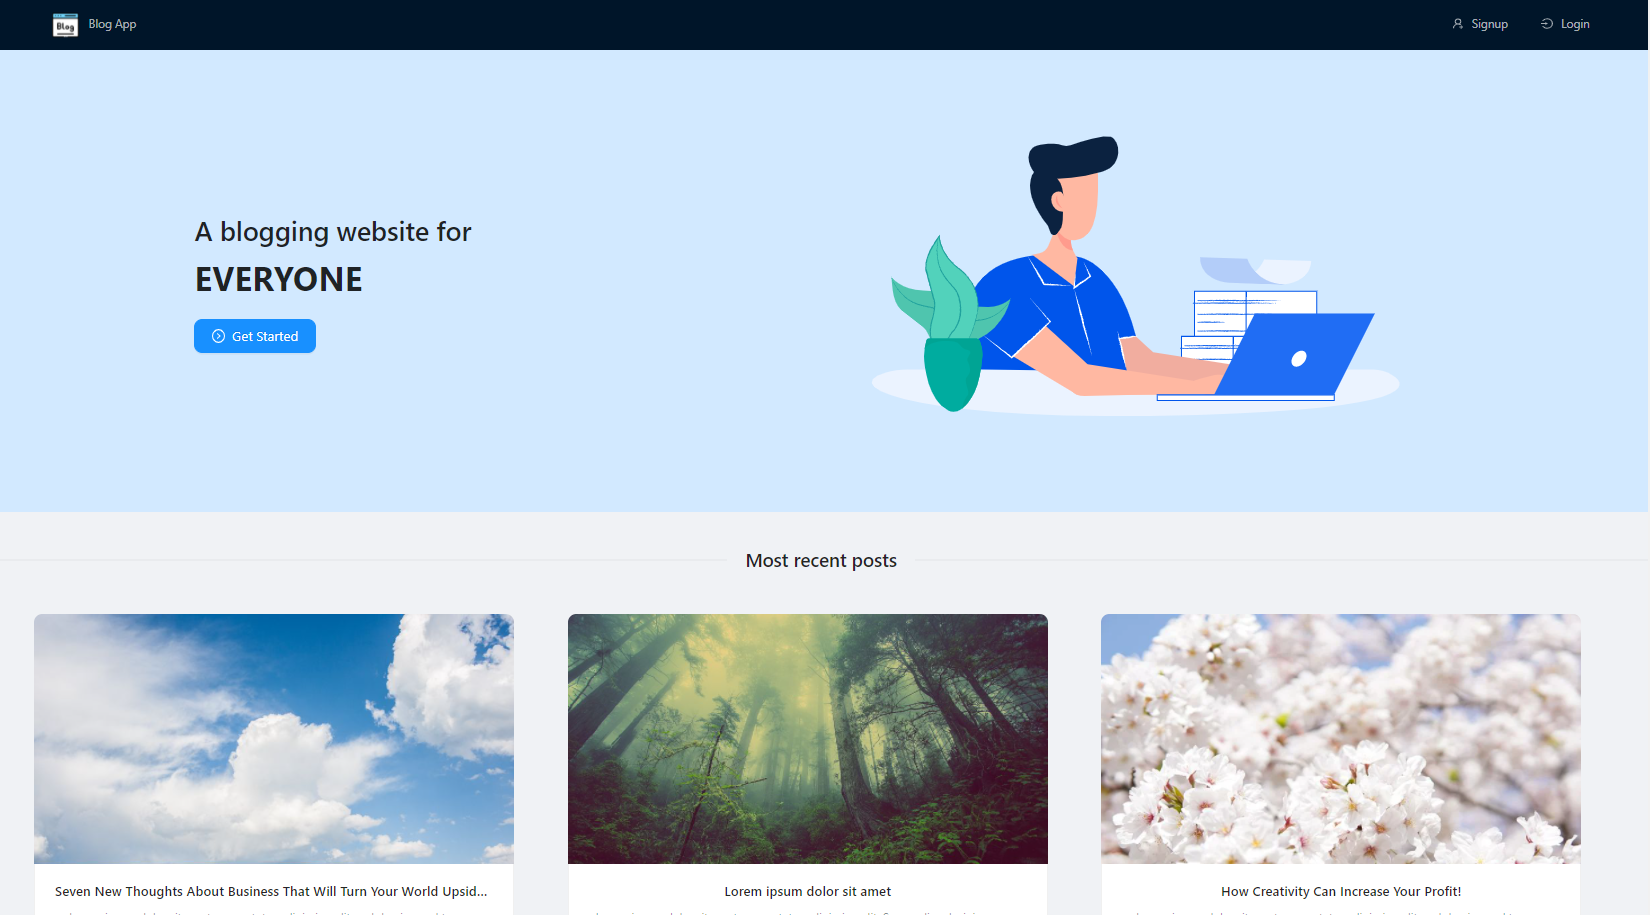 Blog
Blog App
Signup
Login
A blogging website for
EVERYONE
Get Started
Most recent posts
Seven New Thoughts About Business That Will Turn Your World Upsid...
Lorem ipsum dolor sit amet
How Creativity Can Increase Your Profit!